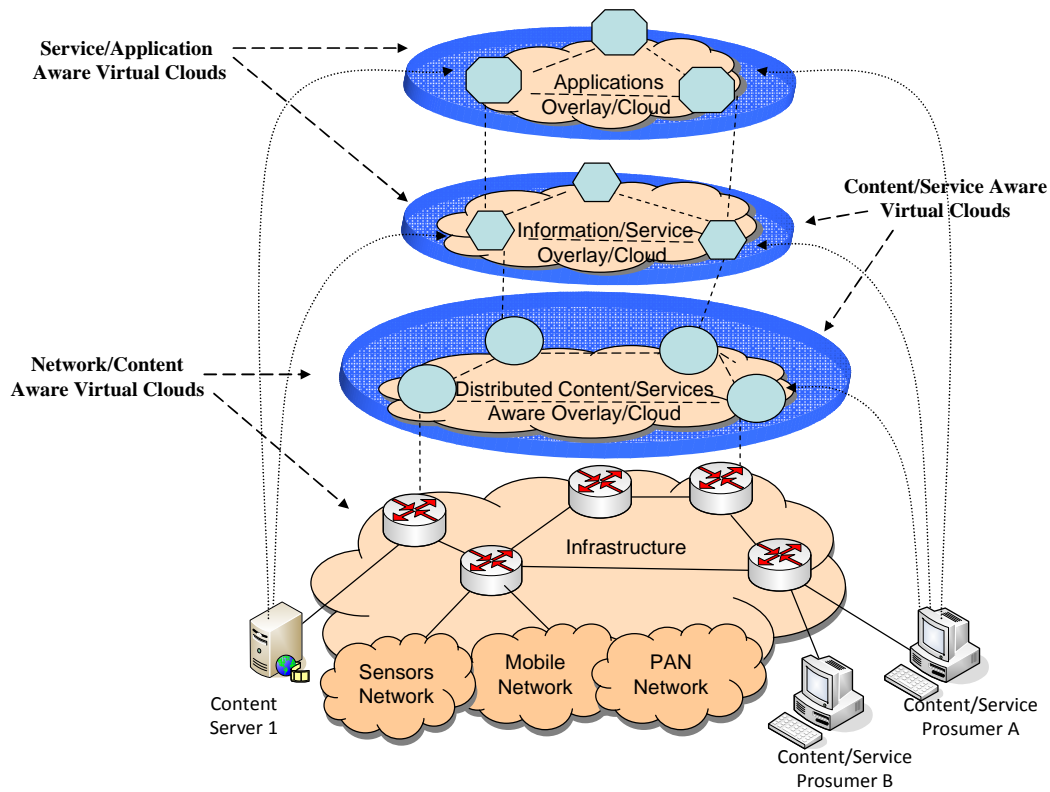 Service/Application
Aware Virtual Clouds
Applications
Overlay/Cloud
Content/Service Aware
Virtual Clouds
Information/Service
Overlay/Cloud
Network/Content
Aware Virtual Clouds
Distributed Content/Services
Aware Overlay/Cloud
Infrastructure
Sensors
Network
Mobile
Network
PAN
Network
Content
Server 1
Content/Service
Prosumer A
Content/Service
Prosumer B